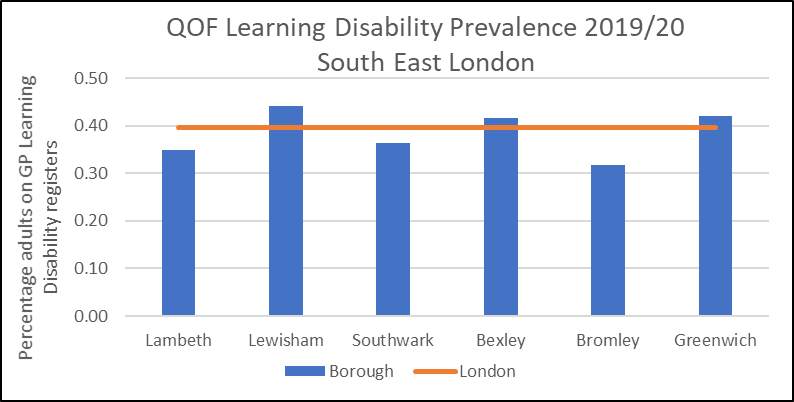 QOF Learning Disability Prevalence 2019/20
South East London
Percentage adults on GP Learning
Disability registers
0.50
0.40
0.30
0.20
0.10
0.00
Lambeth Lewisham Southwark Bexley Bromley Greenwich
Borough London